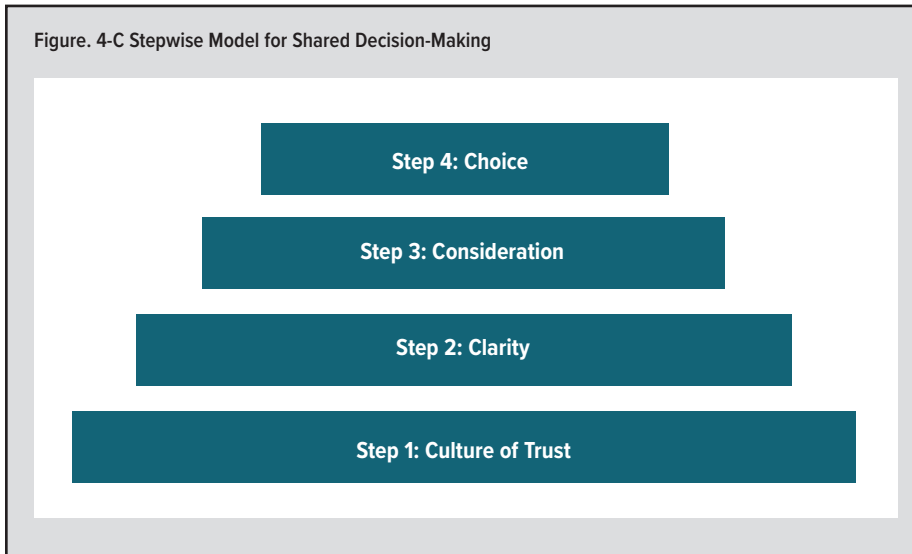 Figure. 4-C Stepwise Model for Shared Decision-Making
Step 4: Choice
Step 3: Consideration
Step 2: Clarity
Step 1: Culture of Trust